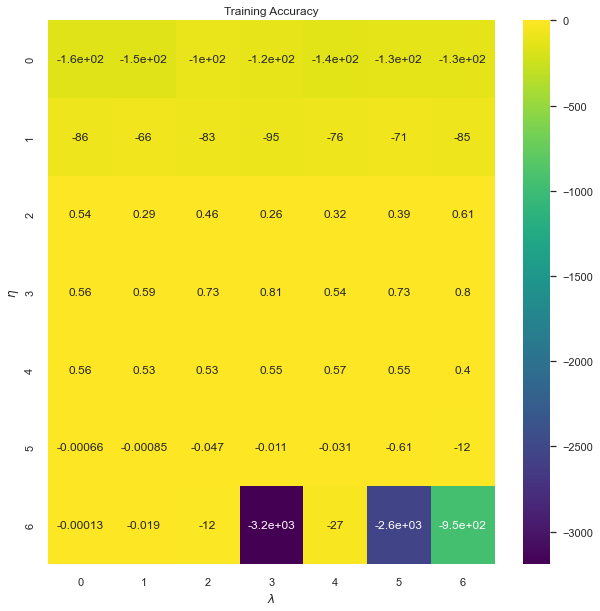 Training Accuracy
0 -1.6e+02 -1.5e+02 -1e+02 -1.2e+02 -1.4e+02 -1.3e+02 -1.3e+02
1 -86 -66 -83 -95 -76 -71 -85
2 0.54 0.29 0.46 0.26 0.32 0.39 0.61
η
3 0.56 0.59 0.73 0.81 0.54 0.73 0.8
4 0.56 0.53 0.53 0.55 0.57 0.55 0.4
5 -0.00066 -0.00085 -0.047 -0.011 -0.031 -0.61 -12
6 -0.00013 -0.019 -12 -3.2e+03 -27 -2.6e+03 -9.5e+02
0 1 2 3 4 5 6
λ
0
−500
−1000
−1500
−2000
−2500
−3000